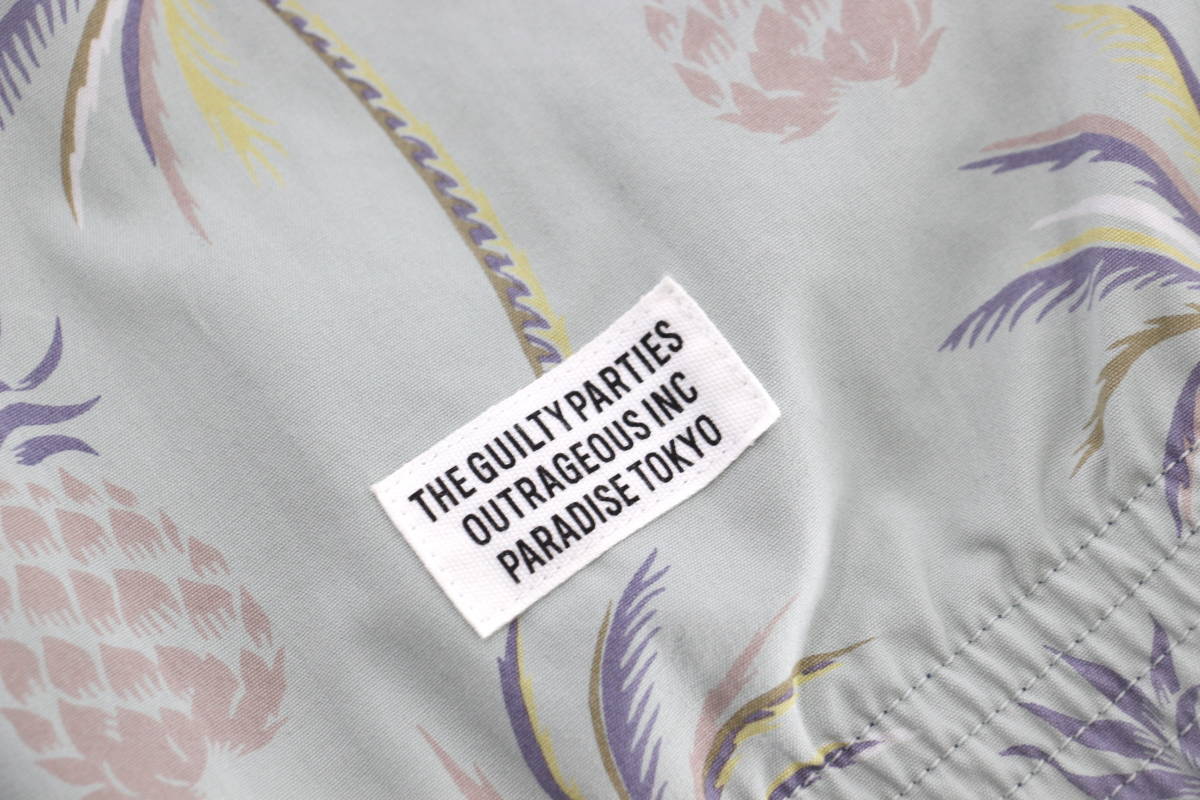 THE GUILTY PARTIES
OUTRAGEOUS INC
PARADISE TOKYO